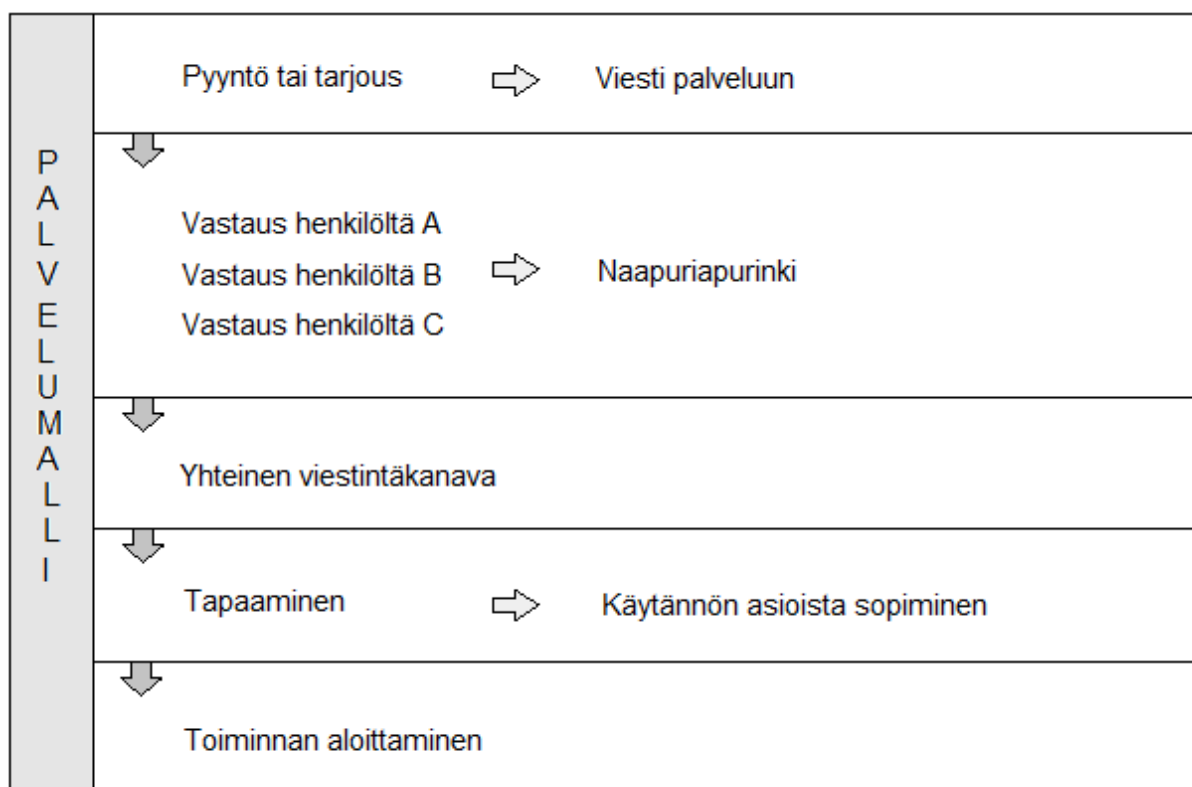 PALVELUMALLI
Pyyntö tai tarjous
Viesti palveluun
Vastaus henkilöltä A
Vastaus henkilöltä B
Vastaus henkilöltä C
Naapuriapurinki
Yhteinen viestintäkanava
Tapaaminen
Käytännön asioista sopiminen
Toiminnan aloittaminen